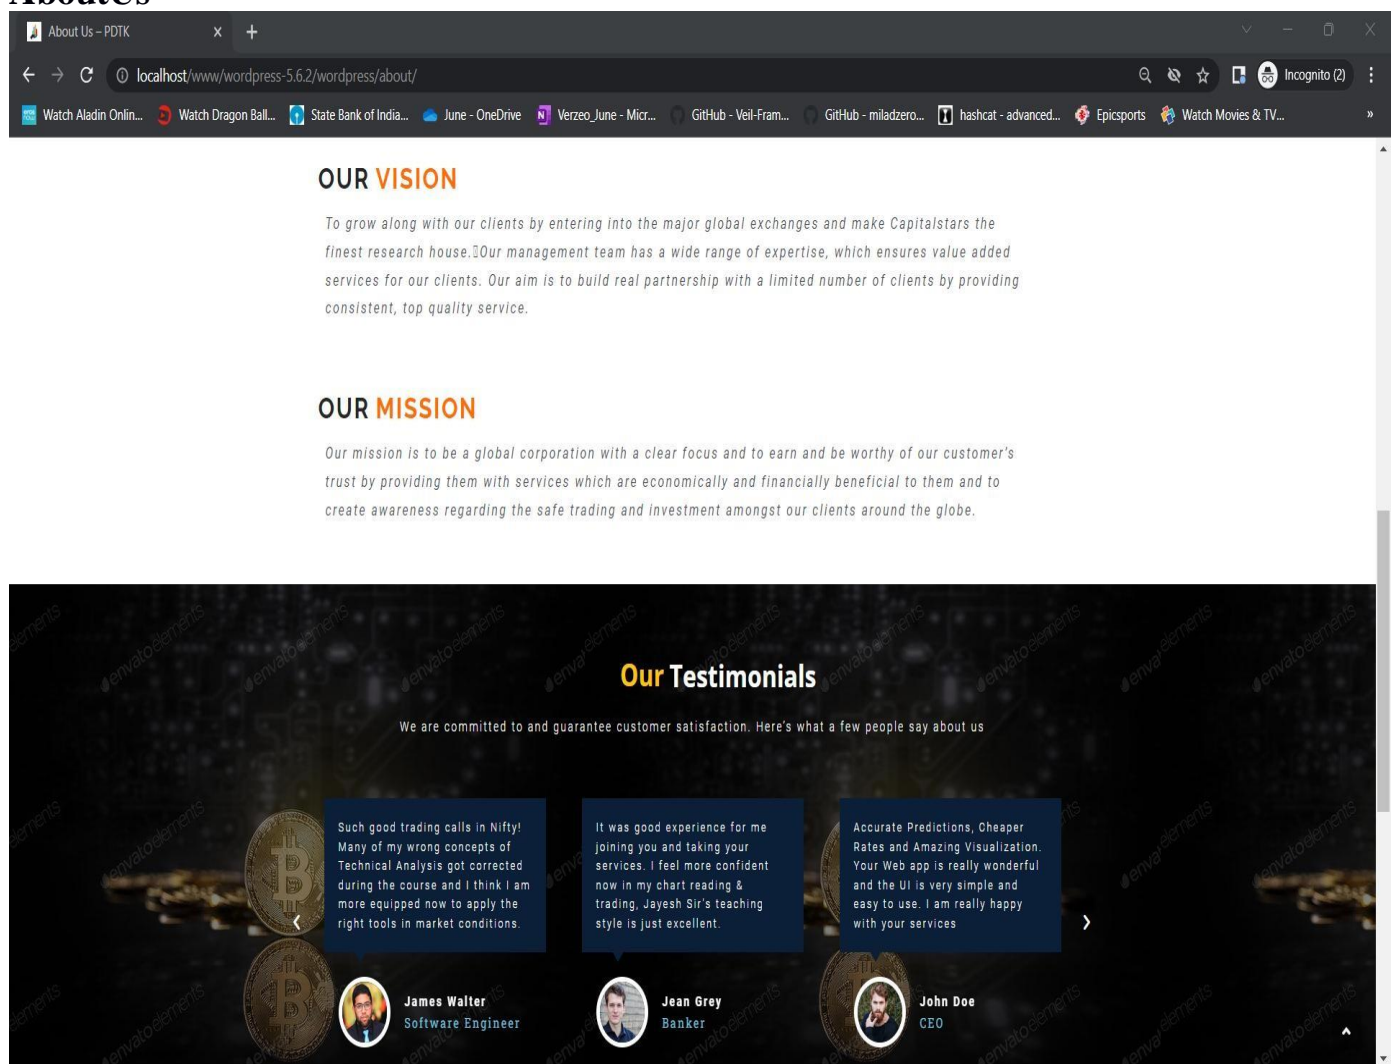 AboutUs
About Us – PDTK
localhost/www/wordpress-5.6.2/wordpress/about/
Incognito (2)
Watch Aladin Onlin... Watch Dragon Ball... State Bank of India... June - OneDrive Verzeo_June - Micr... GitHub - Veil-Fram... GitHub - miladzero... hashcat - advanced... Epicsports Watch Movies & TV...
OUR VISION
To grow along with our clients by entering into the major global exchanges and make Capitalstars the
finest research house.▯Our management team has a wide range of expertise, which ensures value added
services for our clients. Our aim is to build real partnership with a limited number of clients by providing
consistent, top quality service.
OUR MISSION
Our mission is to be a global corporation with a clear focus and to earn and be worthy of our customer's
trust by providing them with services which are economically and financially beneficial to them and to
create awareness regarding the safe trading and investment amongst our clients around the globe.
Our Testimonials
We are committed to and guarantee customer satisfaction. Here's what a few people say about us
Such good trading calls in Nifty!
Many of my wrong concepts of
Technical Analysis got corrected
during the course and I think I am
more equipped now to apply the
right tools in market conditions.
James Walter
Software Engineer
It was good experience for me
joining you and taking your
services. I feel more confident
now in my chart reading &
trading, Jayesh Sir's teaching
style is just excellent.
Jean Grey
Banker
Accurate Predictions, Cheaper
Rates and Amazing Visualization.
Your Web app is really wonderful
and the UI is very simple and
easy to use. I am really happy
with your services
John Doe
CEO
envatoelements